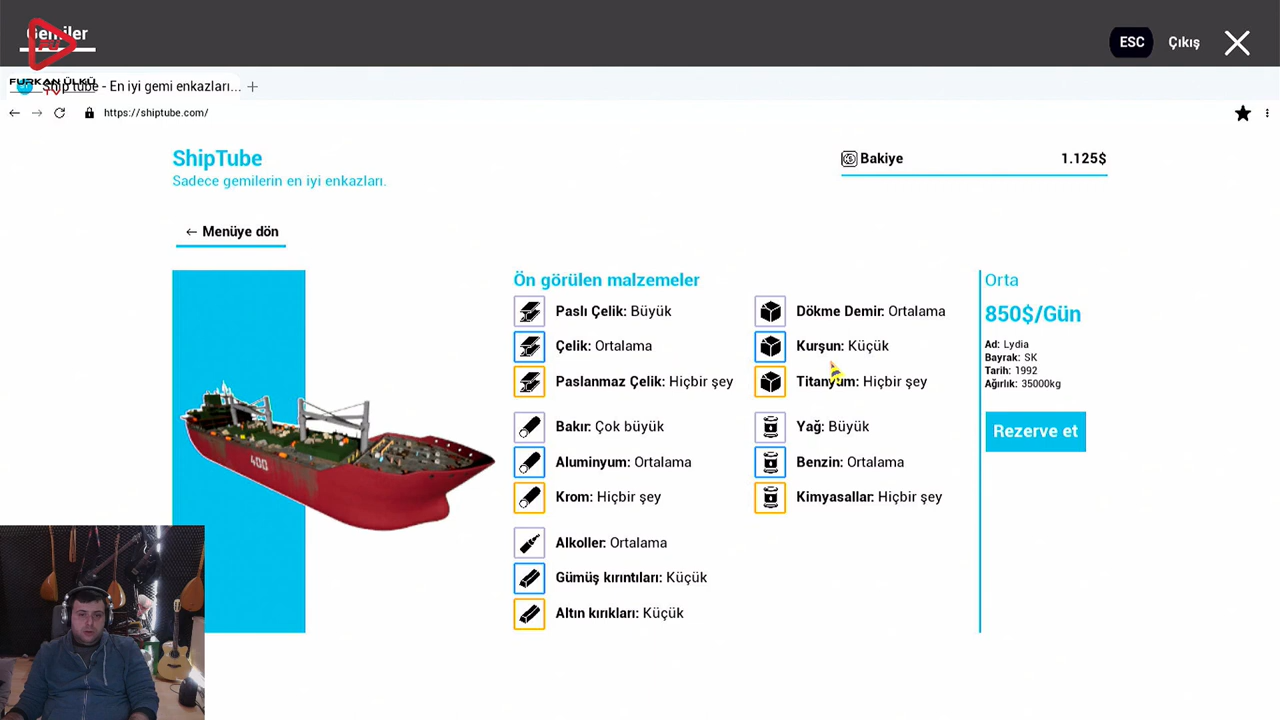 Gemiler
ESC
Çıkış
FURKAN ÜLKÜ
TV
Ship tube - En iyi gemi enkazları...
https://shiptube.com/
ShipTube
Sadece gemilerin en iyi enkazları.
Bakiye
1.125$
← Menüye dön
Ön görülen malzemeler
Paslı Çelik: Büyük
Çelik: Ortalama
Paslanmaz Çelik: Hiçbir şey
Bakır: Çok büyük
Aluminyum: Ortalama
Krom: Hiçbir şey
Alkoller: Ortalama
Gümüş kırıntıları: Küçük
Altın kırıkları: Küçük
Dökme Demir: Ortalama
Kurşun: Küçük
Titanyum: Hiçbir şey
Yağ: Büyük
Benzin: Ortalama
Kimyasallar: Hiçbir şey
Orta
850$/Gün
Ad: Lydia
Bayrak: SK
Tarih: 1992
Ağırlık: 35000kg
Rezerve et
400